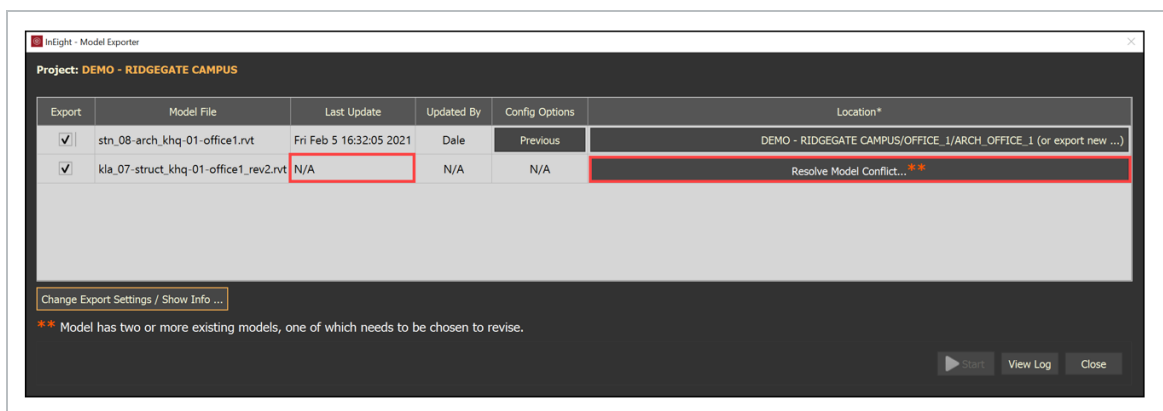 InEight - Model Exporter
Project: DEMO - RIDGEGATE CAMPUS
Export Model File Last Update Updated By Config Options Location*
stn_08-arch_khq-01-office1.rvt Fri Feb 5 16:32:05 2021 Dale Previous DEMO - RIDGEGATE CAMPUS/OFFICE_1/ARCH_OFFICE_1 (or export new ...)
kla_07-struct_khq-01-office1_rev2.rvt N/A N/A N/A Resolve Model Conflict...**
Change Export Settings / Show Info ...
** Model has two or more existing models, one of which needs to be chosen to revise.
Start View Log Close